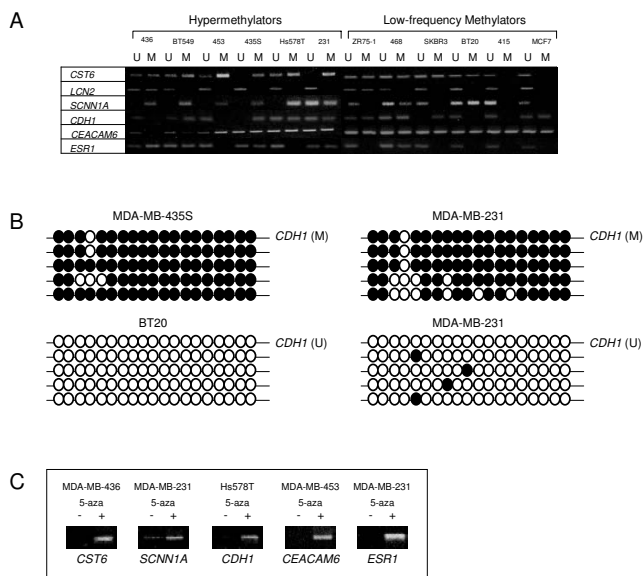 A
Hypermethylators Low-frequency Methylators
436 BT549 453 435S Hs578T 231 ZR75-1 468 SKBR3 BT20 415 MCF7
U M U M U M U M U M U M U M U M U M U M U M U M
CST6
LCN2
SCNN1A
CDH1
CEACAM6
ESR1
B
MDA-MB-435S MDA-MB-231
CDH1 (M) CDH1 (M)
BT20 MDA-MB-231
CDH1 (U) CDH1 (U)
C
MDA-MB-436 MDA-MB-231 Hs578T MDA-MB-453 MDA-MB-231
5-aza 5-aza 5-aza 5-aza 5-aza
- + - + - + - + - +
CST6 SCNN1A CDH1 CEACAM6 ESR1